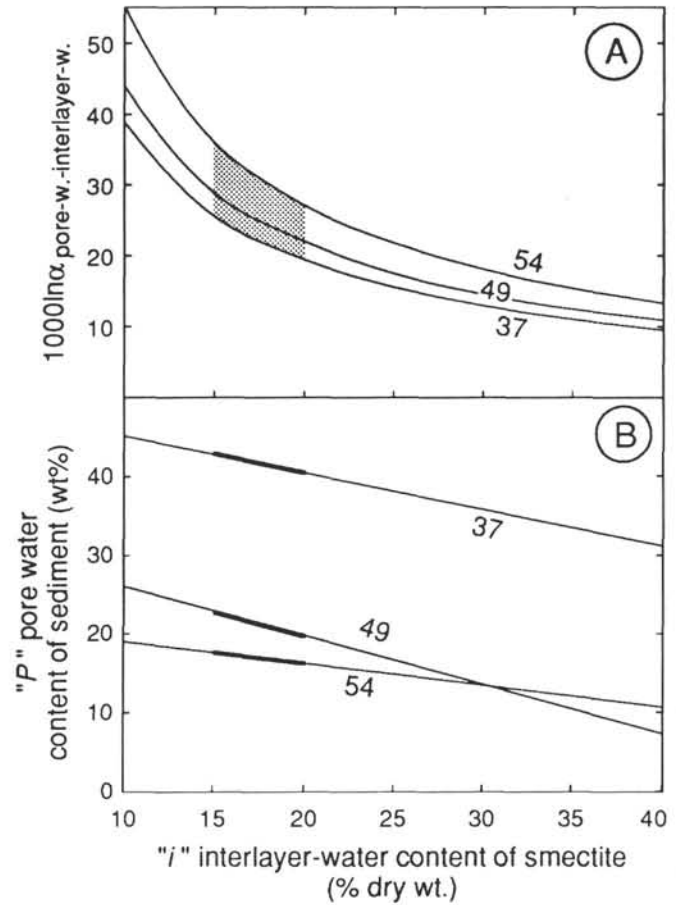 A
1000lnα pore-w.-interlayer-w.
50
40
30
20
10
54
49
37
B
"P" pore water
content of sediment (wt%)
40
30
20
10
0
37
49
54
10 15 20 25 30 35 40
"i" interlayer-water content of smectite
(% dry wt.)